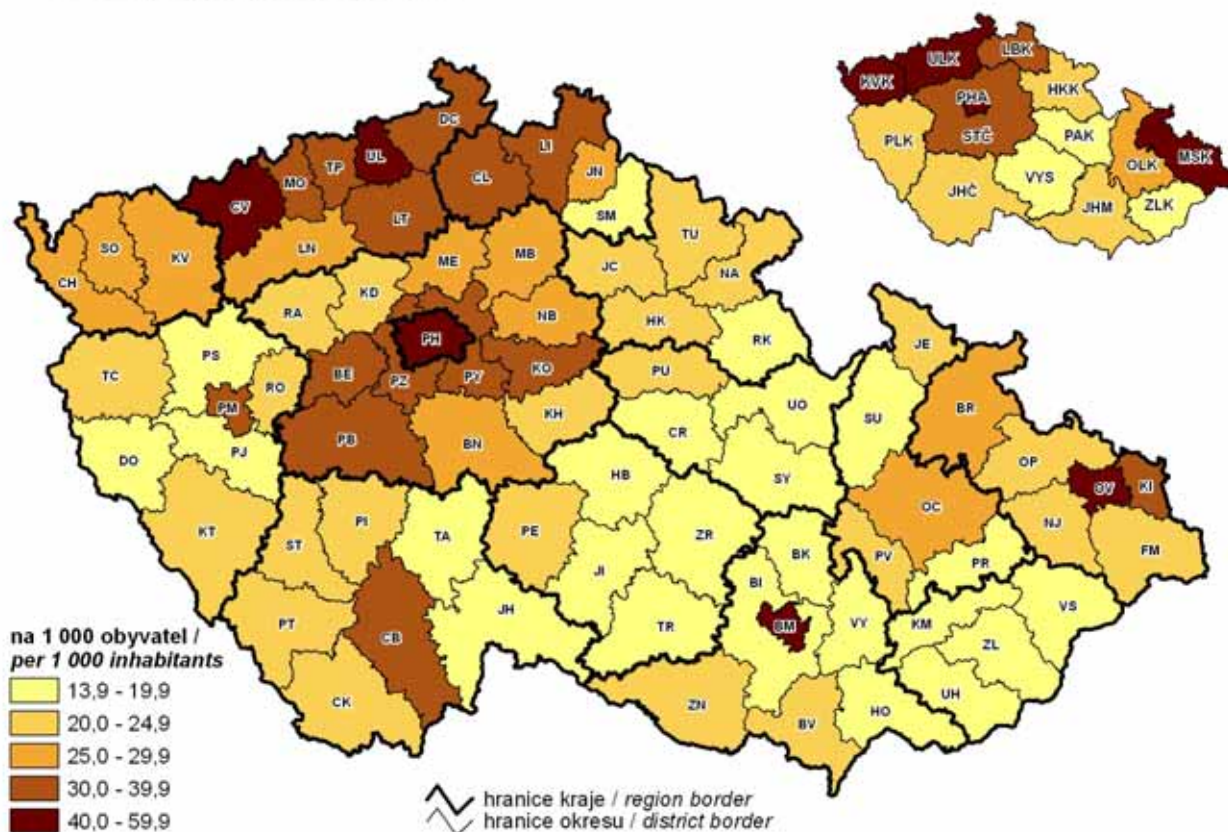 KVK
ULK
LBK
HKK
PHA
STČ
PLK
PAK
OLK
MSK
JHČ
VYS
JHM
ZLK
DC
UL
LI
TP
MO
CL
JN
CV
LT
SM
SO
KV
LN
ME
MB
TU
CH
JC
NA
RA
KD
NB
HK
PH
RK
JE
PS
TC
RO
BE
PZ
PY
KO
PU
PM
KH
UO
SU
BR
PB
BN
CR
DO
PJ
HB
SY
OP
OV
KI
OC
NJ
FM
KT
ST
PI
TA
PE
ZR
BK
PV
PR
JI
BI
VS
PT
CB
JH
TR
BM
VY
KM
ZL
CK
ZN
BV
HO
UH
na 1 000 obyvatel /
per 1 000 inhabitants
13,9 - 19,9
20,0 - 24,9
25,0 - 29,9
30,0 - 39,9
40,0 - 59,9
hranice kraje / region border
hranice okresu / district border